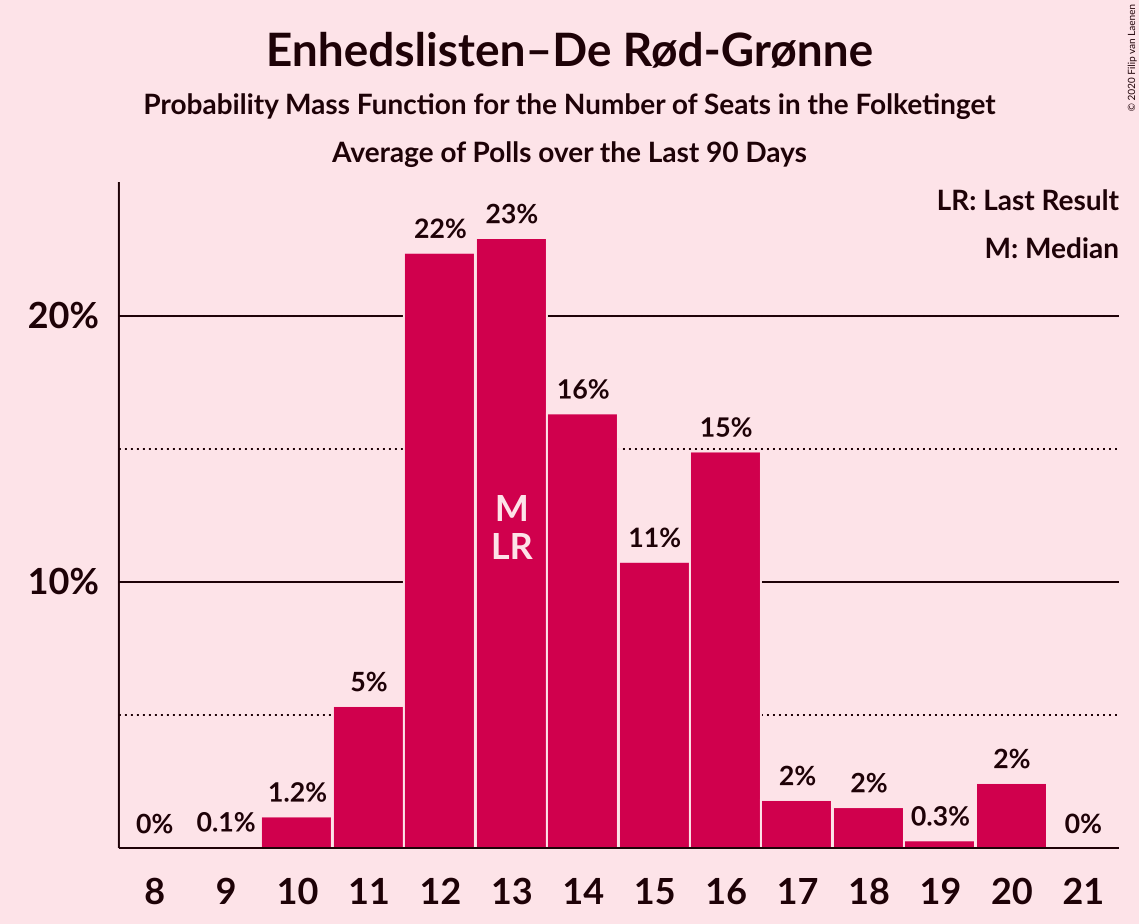 Enhedslisten–De Rød-Grønne
Probability Mass Function for the Number of Seats in the Folketinget
Average of Polls over the Last 90 Days
© 2020 Filip van Laenen
LR: Last Result
M: Median
20%
10%
0%
0.1%
1.2%
5%
22%
23%
16%
11%
15%
2%
2%
0.3%
2%
0%
M
LR
8 9 10 11 12 13 14 15 16 17 18 19 20 21